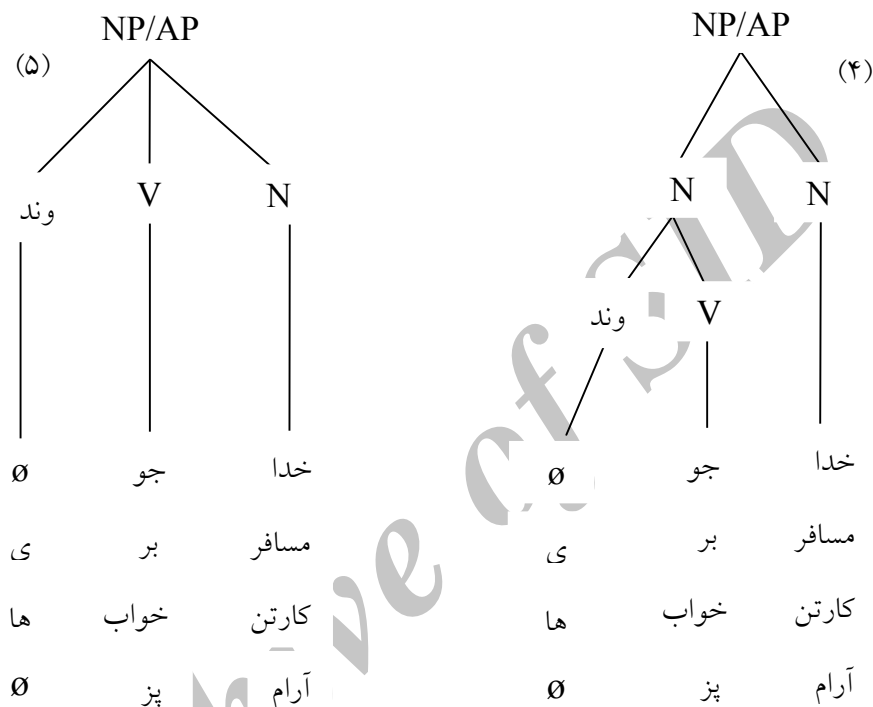 NP/AP NP/AP
(۴) (۵)
N N
N V وند
V وند
خدا جو Ø
مسافر بر ی
کارتن خواب ها
آرام پز Ø
خدا جو Ø
مسافر بر ی
کارتن خواب ها
آرام پز Ø